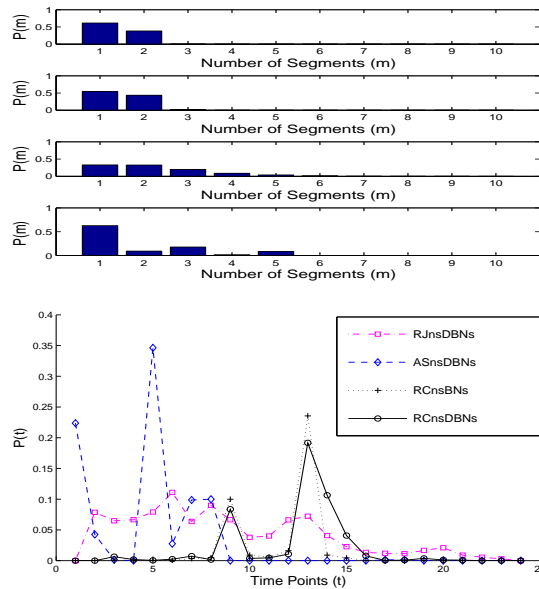 1
0.5
0
P(m)
1 2 3 4 5 6 7 8 9 10
Number of Segments (m)
1
0.5
0
P(m)
1 2 3 4 5 6 7 8 9 10
Number of Segments (m)
1
0.5
0
P(m)
1 2 3 4 5 6 7 8 9 10
Number of Segments (m)
1
0.5
0
P(m)
1 2 3 4 5 6 7 8 9 10
Number of Segments (m)
0.4
0.35
0.3
0.25
0.2
0.15
0.1
0.05
0
P(t)
RJnsDBNs
ASnsDBNs
RCnsBNs
RCnsDBNs
0 5 10 15 20 2
Time Points (t)